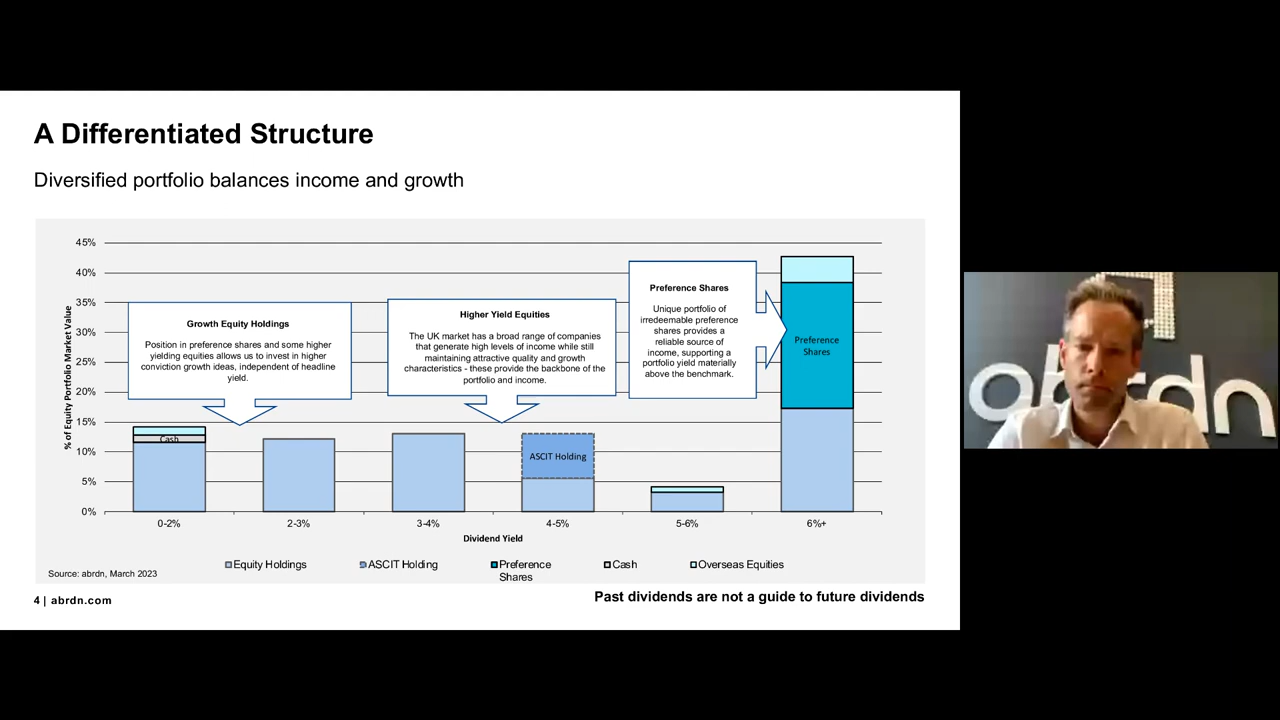 A Differentiated Structure
Diversified portfolio balances income and growth
% of Equity Portfolio Market Value
45%
40%
35%
30%
25%
20%
15%
10%
5%
0%
Growth Equity Holdings
Position in preference shares and some higher
yielding equities allows us to invest in higher
conviction growth ideas, independent of headline
yield.
Higher Yield Equities
The UK market has a broad range of companies
that generate high levels of income while still
maintaining attractive quality and growth
characteristics - these provide the backbone of the
portfolio and income.
Preference Shares
Unique portfolio of
irredeemable preference
shares provides a
reliable source of
income, supporting a
portfolio yield materially
above the benchmark.
Preference
Shares
Cash
ASCIT Holding
0-2%
2-3%
3-4%
4-5%
5-6%
6%+
Dividend Yield
Equity Holdings
ASCIT Holding
Preference
Shares
Cash
Overseas Equities
Source: abrdn, March 2023
4 | abrdn.com
Past dividends are not a guide to future dividends
abrdn